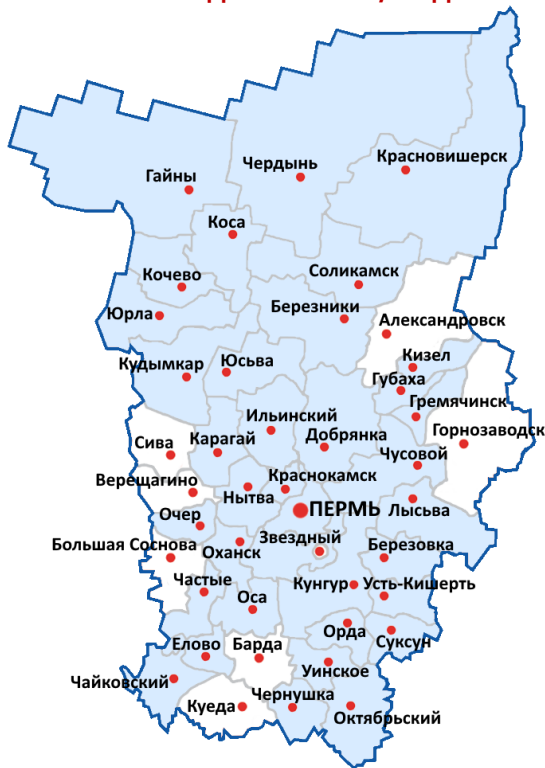 Красновишерск
Чердынь
Гайны
Коса
Соликамск
Кочево
Березники
Юрла
Александровск
Кизел
Юсьва
Кудымкар
Губаха
Гремячинск
Ильинский
Горнозаводск
Добрянка
Карагай
Сива
Чусовой
Краснокамск
Верещагино
Нытва
ПЕРМЬ
Лысьва
Очер
Звездный
Большая Соснова
Березовка
Оханск
Частые
Кунгур
Усть-Кишерть
Оса
Орда
Суксун
Елово
Барда
Уинское
Чайковский
Чернушка
Куеда
Октябрьский